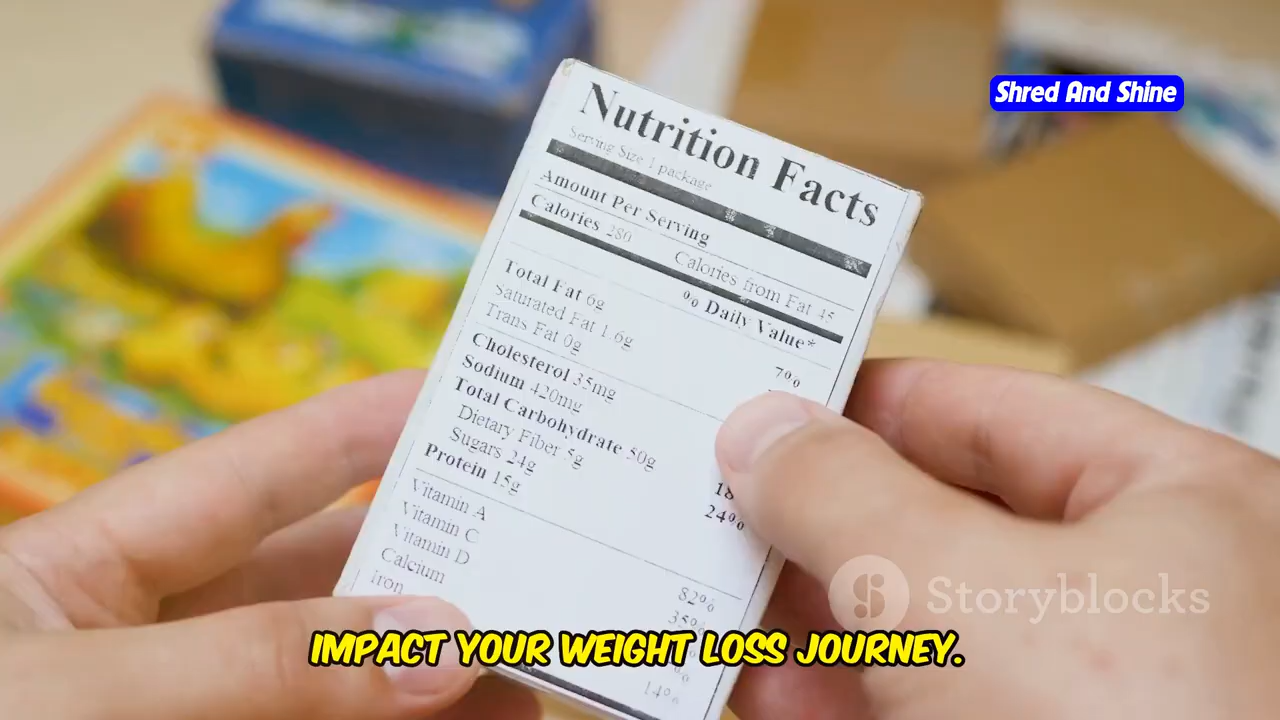 Shred And Shine
Nutrition Facts
Serving Size 1 package
Amount Per Serving
Calories 280
Calories from Fat 45
% Daily Value*
Total Fat 6g
7%
Saturated Fat 1.6g
Trans Fat 0g
Cholesterol 35mg
Sodium 420mg
18
Total Carbohydrate 50g
24%
Dietary Fiber 5g
Sugars 24g
Protein 15g
Vitamin A
82%
Vitamin C
35%
Vitamin D
Calcium
Iron
14%
Storyblocks
IMPACT YOUR WEIGHT LOSS JOURNEY.